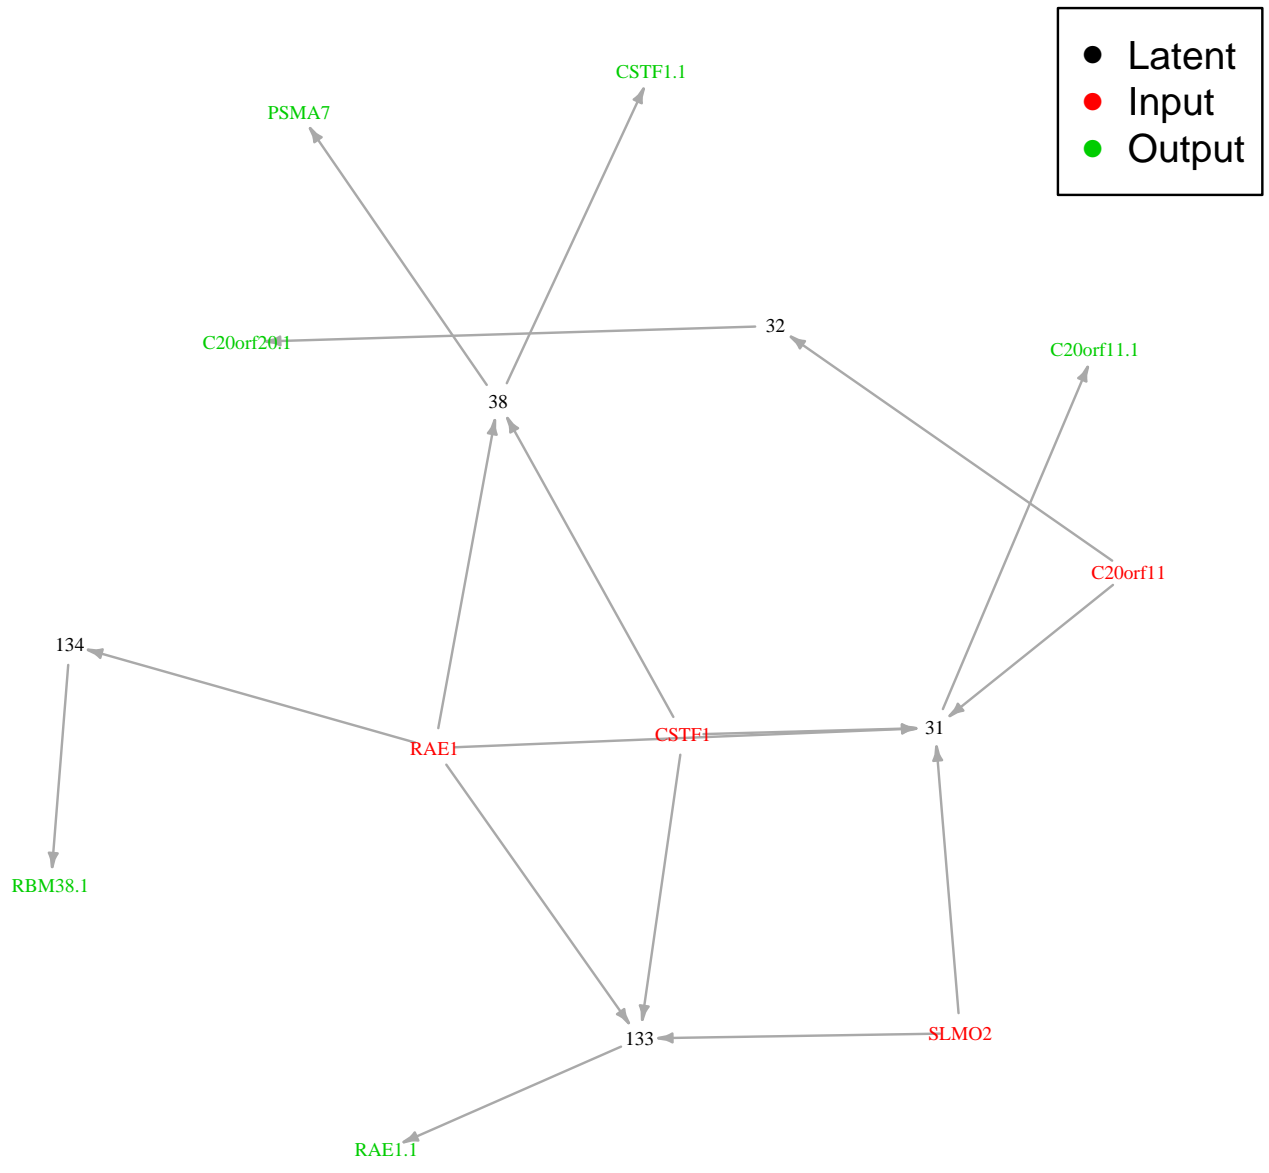 Latent
Input
Output
CSTF1.1
PSMA7
32
C20orf20.1
C20orf11.1
38
C20orf11
134
31
CSTF1
RAE1
RBM38.1
SLMO2
133
RAE1.1